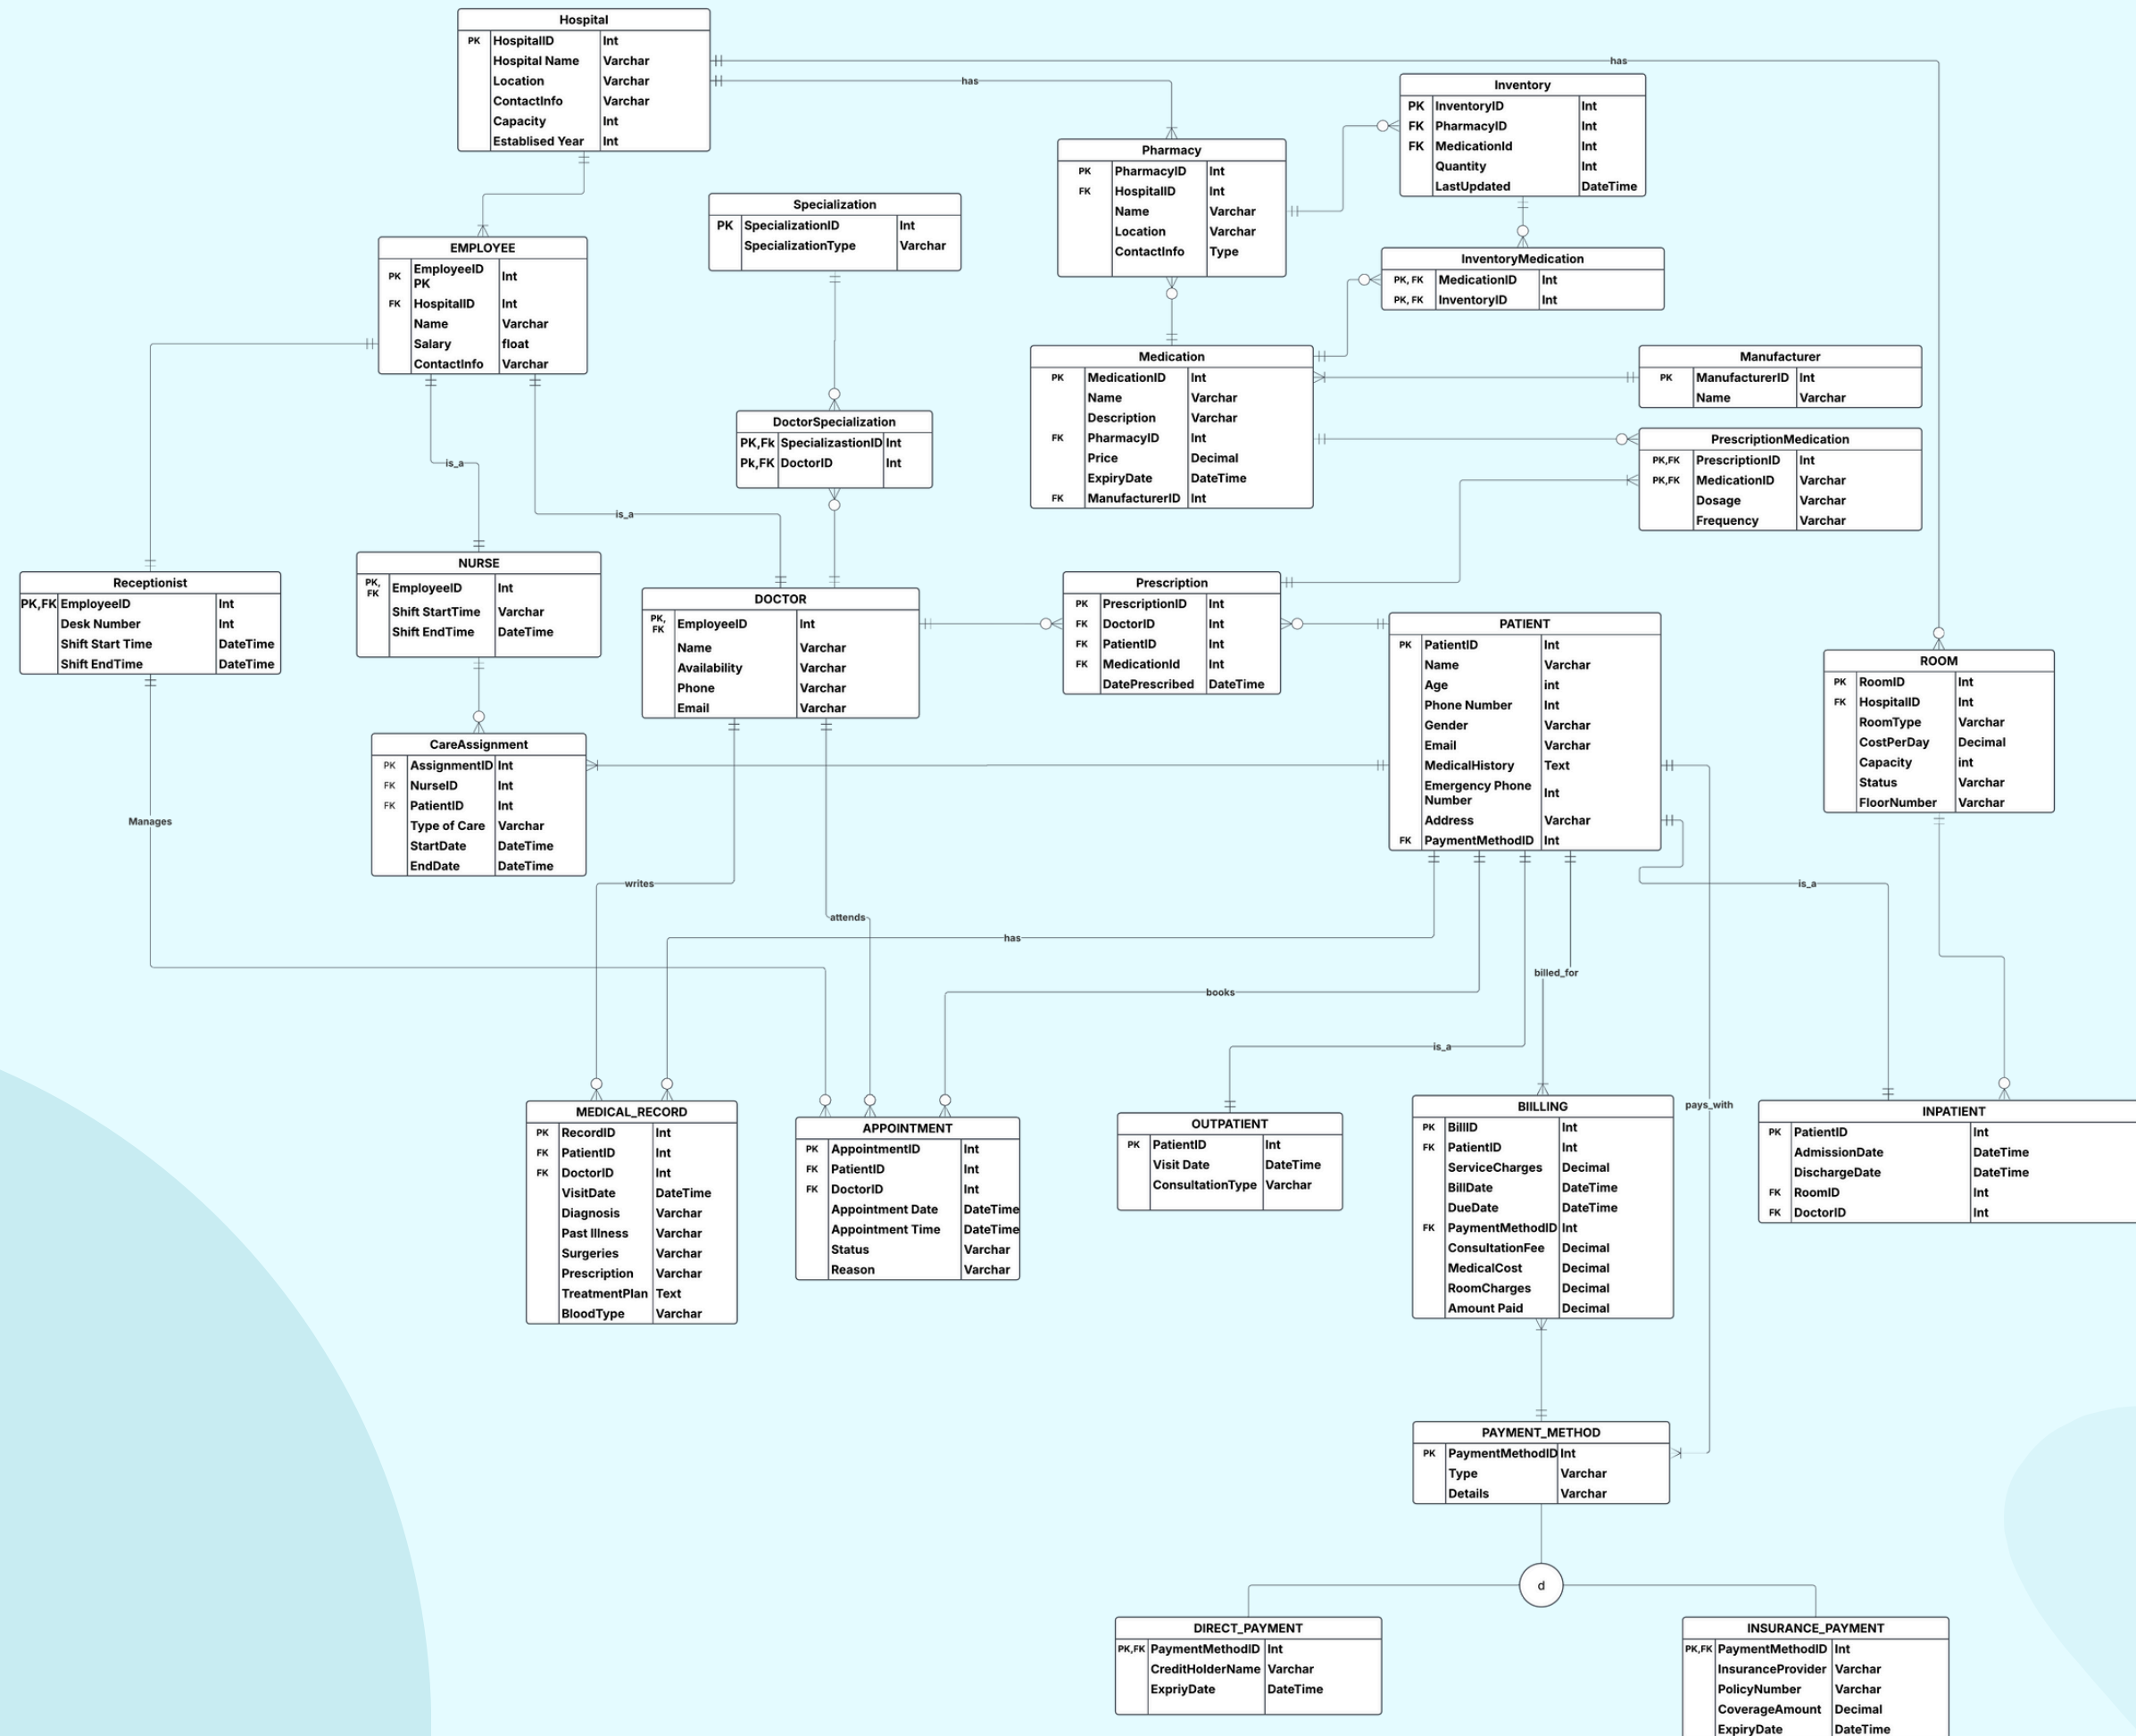 Hospital
PK HospitalID Int
Hospital Name Varchar
Location Varchar
ContactInfo Varchar
Capacity Int
Establised Year Int
has
has
Inventory
PK InventoryID Int
FK PharmacyID Int
FK MedicationId Int
Quantity Int
LastUpdated DateTime
Pharmacy
PK PharmacyID Int
FK HospitalID Int
Name Varchar
Location Varchar
ContactInfo Type
Specialization
PK SpecializationID Int
SpecializationType Varchar
EMPLOYEE
PK EmployeeID PK Int
FK HospitalID Int
Name Varchar
Salary float
ContactInfo Varchar
InventoryMedication
PK, FK MedicationID Int
PK, FK InventoryID Int
Medication
PK MedicationID Int
Name Varchar
Description Varchar
FK PharmacyID Int
Price Decimal
ExpiryDate DateTime
FK ManufacturerID Int
Manufacturer
PK ManufacturerID Int
Name Varchar
DoctorSpecialization
PK,Fk SpecializastionID Int
Pk,FK DoctorID Int
PrescriptionMedication
PK,FK PrescriptionID Int
PK,FK MedicationID Varchar
Dosage Varchar
Frequency Varchar
is_a
is_a
Receptionist
PK,FK EmployeeID Int
Desk Number Int
Shift Start Time DateTime
Shift EndTime DateTime
NURSE
PK, FK EmployeeID Int
Shift StartTime Varchar
Shift EndTime DateTime
DOCTOR
PK, FK EmployeeID Int
Name Varchar
Availability Varchar
Phone Varchar
Email Varchar
Prescription
PK PrescriptionID Int
FK DoctorID Int
FK PatientID Int
FK MedicationId Int
DatePrescribed DateTime
PATIENT
PK PatientID Int
Name Varchar
Age int
Phone Number Int
Gender Varchar
Email Varchar
MedicalHistory Text
Emergency Phone Number Int
Address Varchar
FK PaymentMethodID Int
ROOM
PK RoomID Int
FK HospitalID Int
RoomType Varchar
CostPerDay Decimal
Capacity int
Status Varchar
FloorNumber Varchar
CareAssignment
PK AssignmentID Int
FK NurseID Int
FK PatientID Int
Type of Care Varchar
StartDate DateTime
EndDate DateTime
Manages
writes
attends
has
is_a
billed_for
books
is_a
pays_with
MEDICAL_RECORD
PK RecordID Int
FK PatientID Int
FK DoctorID Int
VisitDate DateTime
Diagnosis Varchar
Past Illness Varchar
Surgeries Varchar
Prescription Varchar
TreatmentPlan Text
BloodType Varchar
APPOINTMENT
PK AppointmentID Int
FK PatientID Int
FK DoctorID Int
Appointment Date DateTime
Appointment Time DateTime
Status Varchar
Reason Varchar
OUTPATIENT
PK PatientID Int
Visit Date DateTime
ConsultationType Varchar
BIILLING
PK BillID Int
FK PatientID Int
ServiceCharges Decimal
BillDate DateTime
DueDate DateTime
FK PaymentMethodID Int
ConsultationFee Decimal
MedicalCost Decimal
RoomCharges Decimal
Amount Paid Decimal
INPATIENT
PK PatientID Int
AdmissionDate DateTime
DischargeDate DateTime
FK RoomID Int
FK DoctorID Int
PAYMENT_METHOD
PK PaymentMethodID Int
Type Varchar
Details Varchar
d
DIRECT_PAYMENT
PK,FK PaymentMethodID Int
CreditHolderName Varchar
ExpriyDate DateTime
INSURANCE_PAYMENT
PK,FK PaymentMethodID Int
InsuranceProvider Varchar
PolicyNumber Varchar
CoverageAmount Decimal
ExpiryDate DateTime